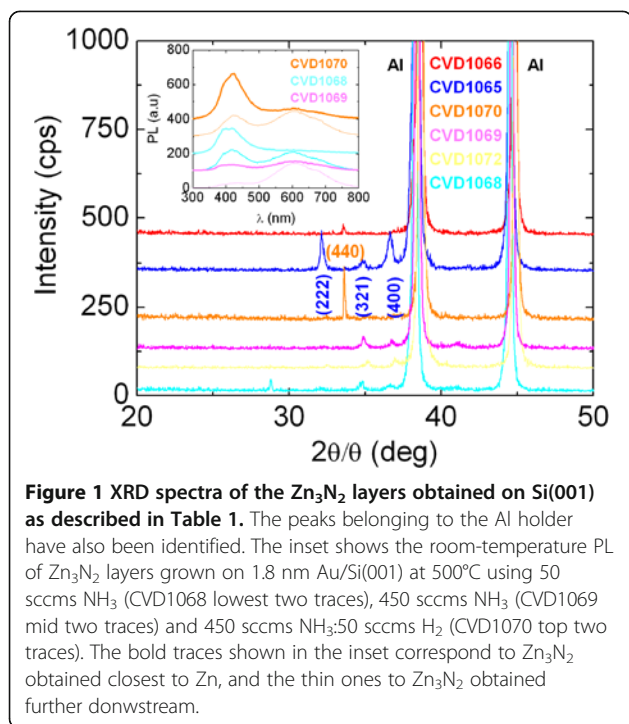 1000
750
500
250
0
Intensity (cps)
20
30
40
50
2θ/θ (deg)
Al
Al
CVD1066
CVD1065
CVD1070
CVD1069
CVD1072
CVD1068
(440)
(222)
(321)
(400)
800
600
400
200
0
PL (a.u)
300 400 500 600 700 800
λ (nm)
CVD1070
CVD1068
CVD1069
Figure 1 XRD spectra of the Zn₃N₂ layers obtained on Si(001)
as described in Table 1. The peaks belonging to the Al holder
have also been identified. The inset shows the room-temperature PL
of Zn₃N₂ layers grown on 1.8 nm Au/Si(001) at 500°C using 50
sccms NH₃ (CVD1068 lowest two traces), 450 sccms NH₃ (CVD1069
mid two traces) and 450 sccms NH₃:50 sccms H₂ (CVD1070 top two
traces). The bold traces shown in the inset correspond to Zn₃N₂
obtained closest to Zn, and the thin ones to Zn₃N₂ obtained
further donwstream.